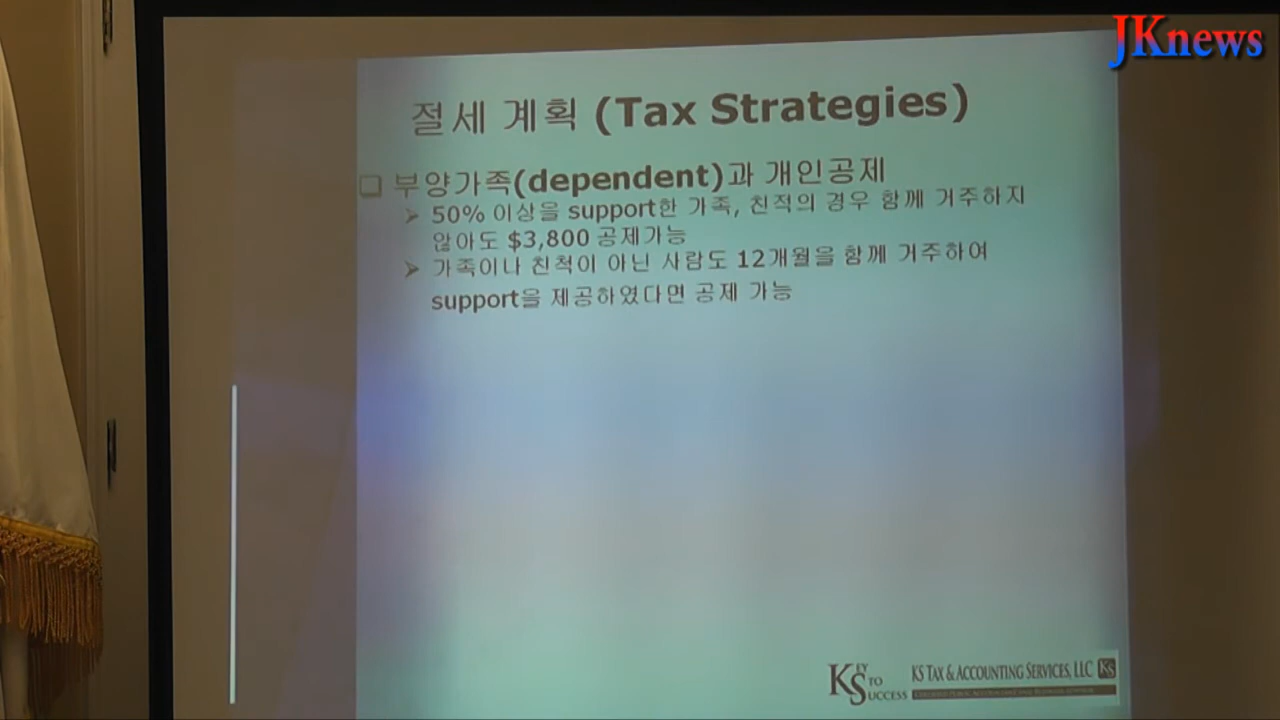 JKnews
절세 계획 (Tax Strategies)
❑ 부양가족(dependent)과 개인공제
➢ 50% 이상을 support한 가족, 친적의 경우 함께 거주하지
않아도 $3,800 공제가능
➢ 가족이나 친척이 아닌 사람도 12개월을 함께 거주하여
support을 제공하였다면 공제 가능
KEY TO SUCCESS
KS TAX & ACCOUNTING SERVICES, LLC KS